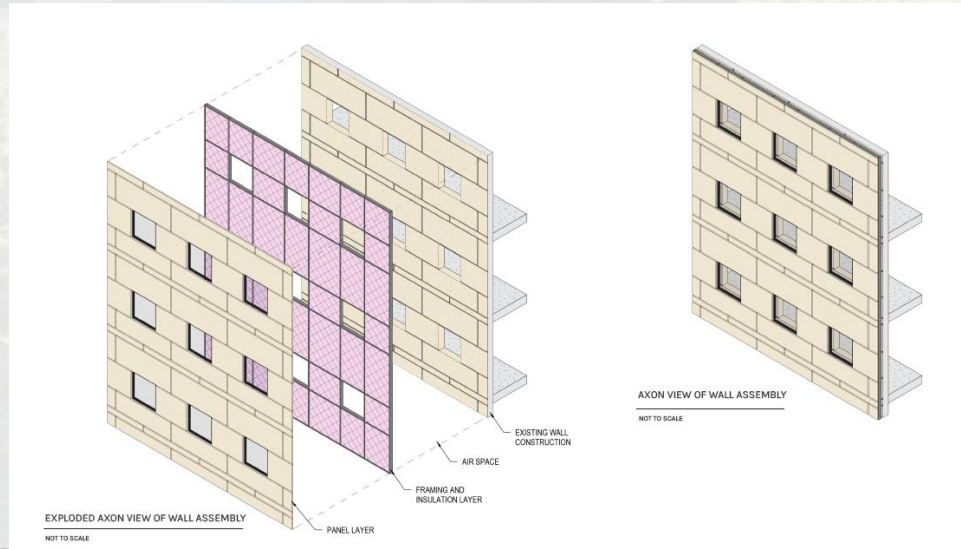 EXISTING WALL
CONSTRUCTION
AIR SPACE
FRAMING AND
INSULATION LAYER
PANEL LAYER
EXPLODED AXON VIEW OF WALL ASSEMBLY
NOT TO SCALE
AXON VIEW OF WALL ASSEMBLY
NOT TO SCALE